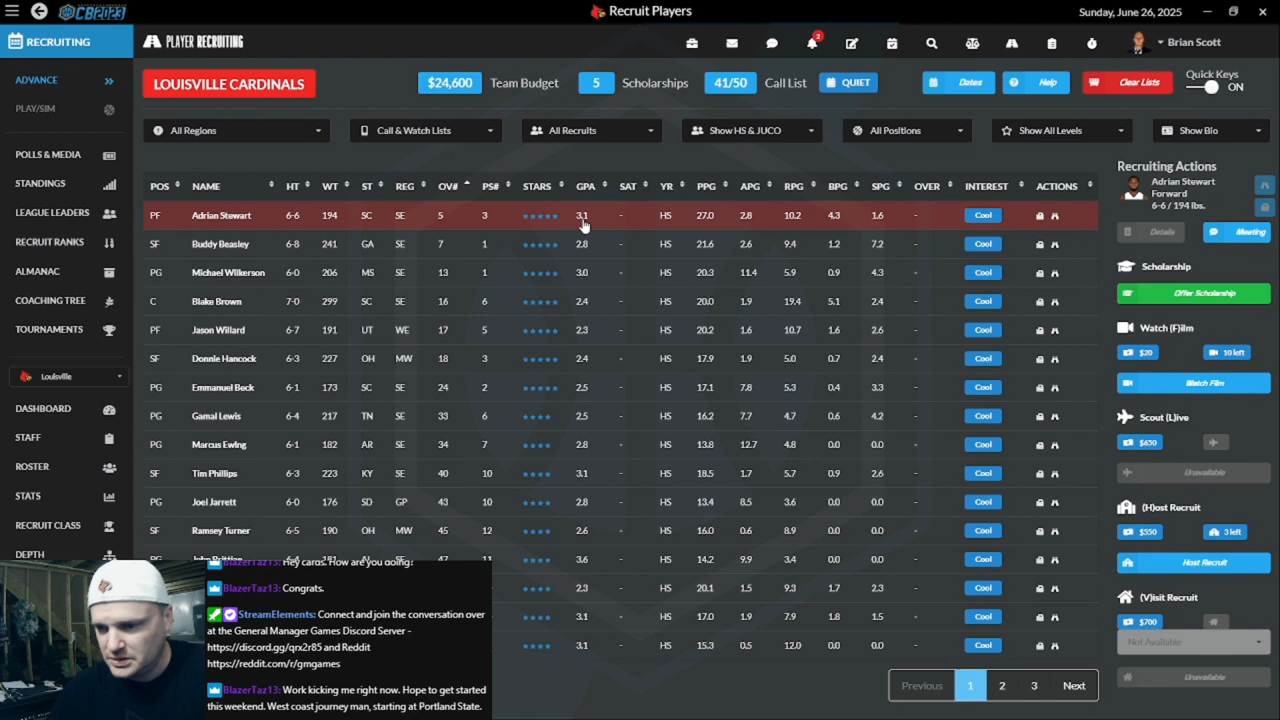 CB2023
Recruit Players
Sunday, June 26, 2025
RECRUITING
PLAYER RECRUITING
2
Brian Scott
ADVANCE
PLAY/SIM
POLLS & MEDIA
STANDINGS
LEAGUE LEADERS
RECRUIT RANKS
ALMANAC
COACHING TREE
TOURNAMENTS
Louisville
DASHBOARD
STAFF
ROSTER
STATS
RECRUIT CLASS
DEPTH
LOUISVILLE CARDINALS
$24,600 Team Budget 5 Scholarships 41/50 Call List QUIET Dates Help Clear Lists Quick Keys ON
All Regions Call & Watch Lists All Recruits Show HS & JUCO All Positions Show All Levels Show Bio
POS NAME HT WT ST REG OV# PS# STARS GPA SAT YR PPG APG RPG BPG SPG OVER INTEREST ACTIONS
PF Adrian Stewart 6-6 194 SC SE 5 3 ★★★★★ 3.1 - HS 27.0 2.8 10.2 4.3 1.6 - Cool
SF Buddy Beasley 6-8 241 GA SE 7 1 ★★★★★ 2.8 - HS 21.6 2.6 9.4 1.2 7.2 - Cool
PG Michael Wilkerson 6-0 206 MS SE 13 1 ★★★★★ 3.0 - HS 20.3 11.4 5.9 0.9 4.3 - Cool
C Blake Brown 7-0 299 SC SE 16 6 ★★★★★ 2.4 - HS 20.0 1.9 19.4 5.1 2.4 - Cool
PF Jason Willard 6-7 191 UT WE 17 5 ★★★★★ 2.3 - HS 20.2 1.6 10.7 1.6 2.6 - Cool
SF Donnie Hancock 6-3 227 OH MW 18 3 ★★★★★ 2.4 - HS 17.9 1.9 5.0 0.7 2.4 - Cool
PG Emmanuel Beck 6-1 173 SC SE 24 2 ★★★★★ 2.5 - HS 17.1 7.8 5.3 0.4 3.3 - Cool
PG Gamal Lewis 6-4 217 TN SE 33 6 ★★★★ 2.5 - HS 16.2 7.7 4.7 0.6 4.2 - Cool
PG Marcus Ewing 6-1 182 AR SE 34 7 ★★★★ 2.8 - HS 13.8 12.7 4.8 0.0 0.0 - Cool
SF Tim Phillips 6-3 223 KY SE 40 10 ★★★★ 3.1 - HS 18.5 1.7 5.7 0.9 2.6 - Cool
PG Joel Jarrett 6-0 176 SD GP 43 10 ★★★★ 2.8 - HS 13.4 8.5 3.6 0.0 0.0 - Cool
SF Ramsey Turner 6-5 190 OH MW 45 12 ★★★★ 2.6 - HS 16.0 0.6 8.9 0.0 0.0 - Cool
PG John Brittian 6-4 181 AL SE 47 11 ★★★★ 3.6 - HS 14.2 9.9 3.4 0.0 0.0 - Cool
★★★★ 2.3 - HS 20.1 1.5 9.3 1.7 2.3 - Cool
★★★★ 3.1 - HS 17.0 1.9 7.9 1.8 1.5 - Cool
★★★★ 3.1 - HS 15.3 0.5 12.0 0.0 0.0 - Cool
Previous 1 2 3 Next
Recruiting Actions
Adrian Stewart
Forward
6-6 / 194 lbs.
Details Meeting
Scholarship
Offer Scholarship
Watch (F)ilm
$20 10 left
Watch Film
Scout (L)ive
$650
Unavailable
(H)ost Recruit
$550 3 left
Host Recruit
(V)isit Recruit
$700
Not Available
Unavailable
BlazerTaz13: Hey cards. How are you doing?
BlazerTaz13: Congrats.
StreamElements: Connect and join the conversation over
at the General Manager Games Discord Server -
https://discord.gg/qrx2r85 and Reddit
https://reddit.com/r/gmgames
BlazerTaz13: Work kicking me right now. Hope to get started
this weekend. West coast journey man, starting at Portland State.